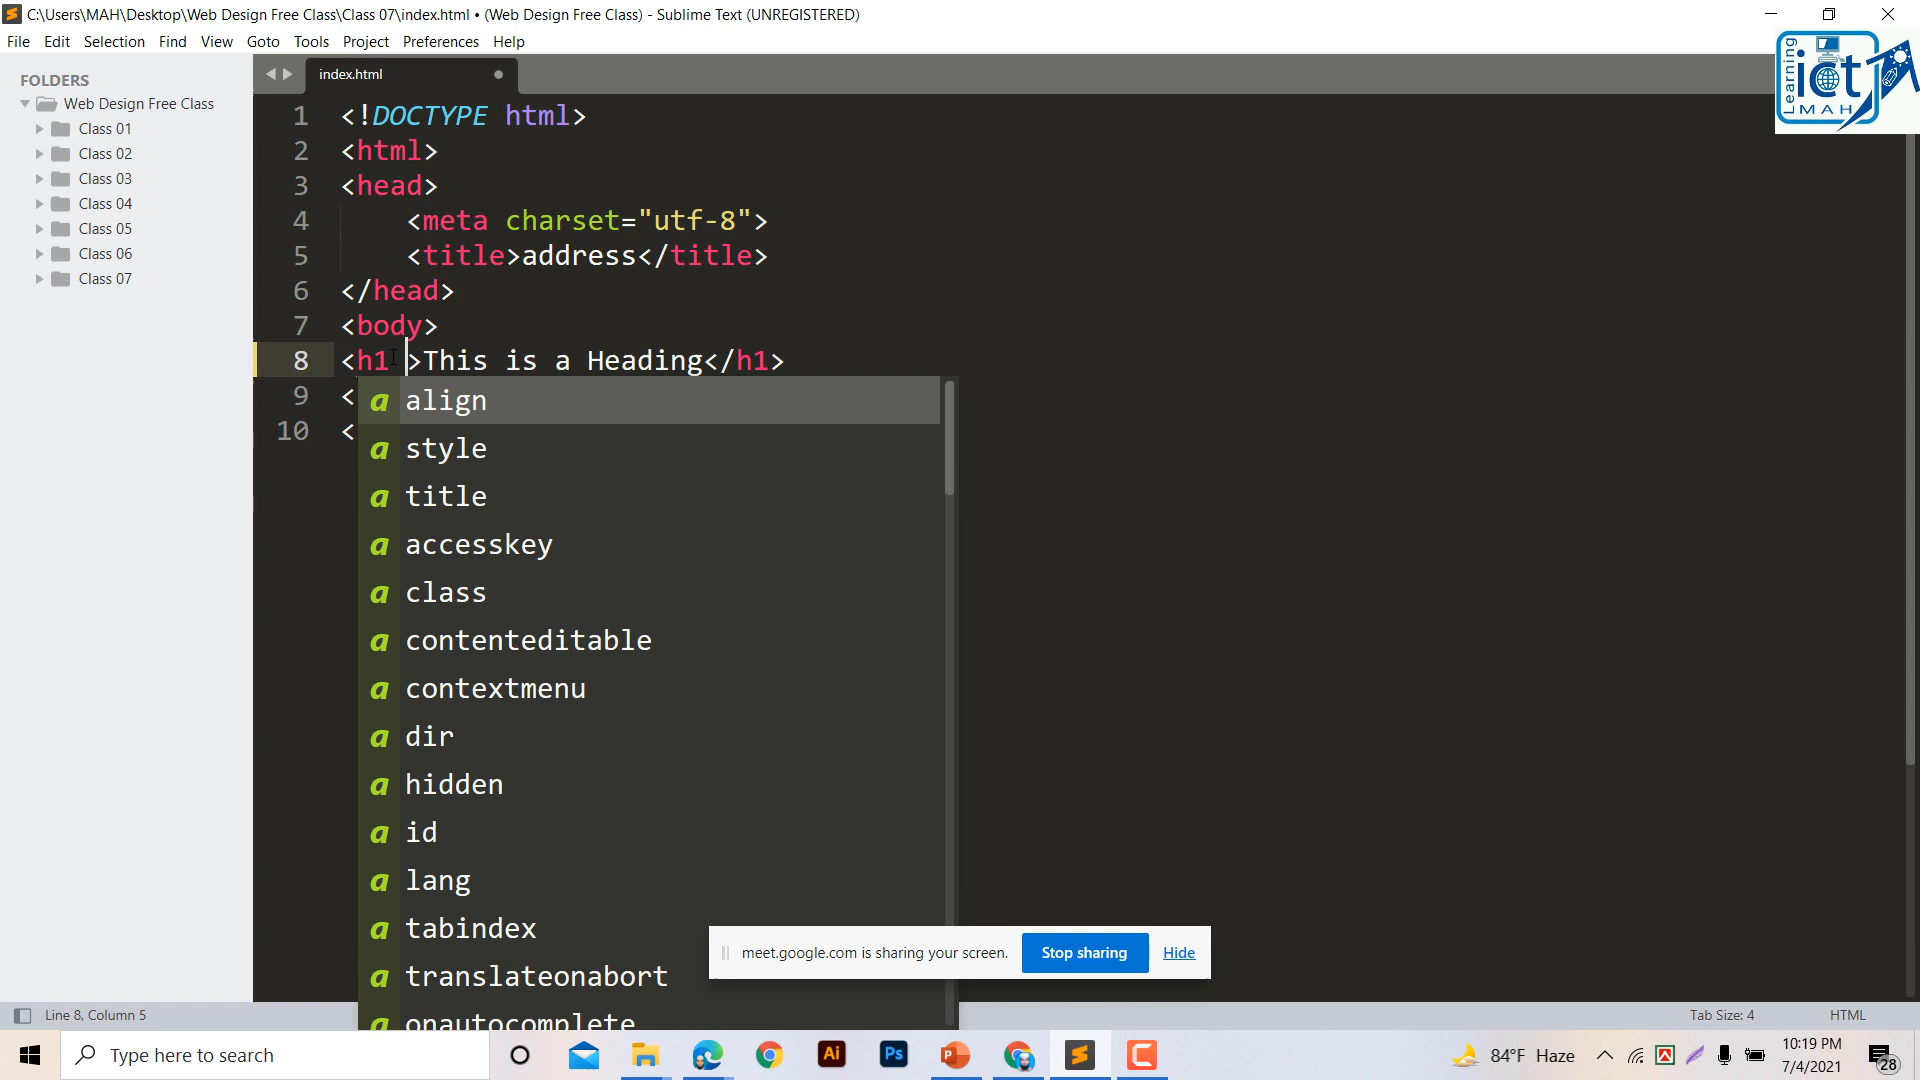 C:\Users\MAH\Desktop\Web Design Free Class\Class 07\index.html • (Web Design Free Class) - Sublime Text (UNREGISTERED)
File Edit Selection Find View Goto Tools Project Preferences Help
Learning
ict
MAH
FOLDERS
Web Design Free Class
Class 01
Class 02
Class 03
Class 04
Class 05
Class 06
Class 07
index.html
1 <!DOCTYPE html>
2 <html>
3 <head>
4 <meta charset="utf-8">
5 <title>address</title>
6 </head>
7 <body>
8 <h1 >This is a Heading</h1>
9 <
10 <
a align
a style
a title
a accesskey
a class
a contenteditable
a contextmenu
a dir
a hidden
a id
a lang
a tabindex
a translateonabort
a onautocomplete
meet.google.com is sharing your screen. Stop sharing Hide
Line 8, Column 5
Tab Size: 4 HTML
Type here to search
Ai
Ps
84°F Haze
10:19 PM
7/4/2021
28